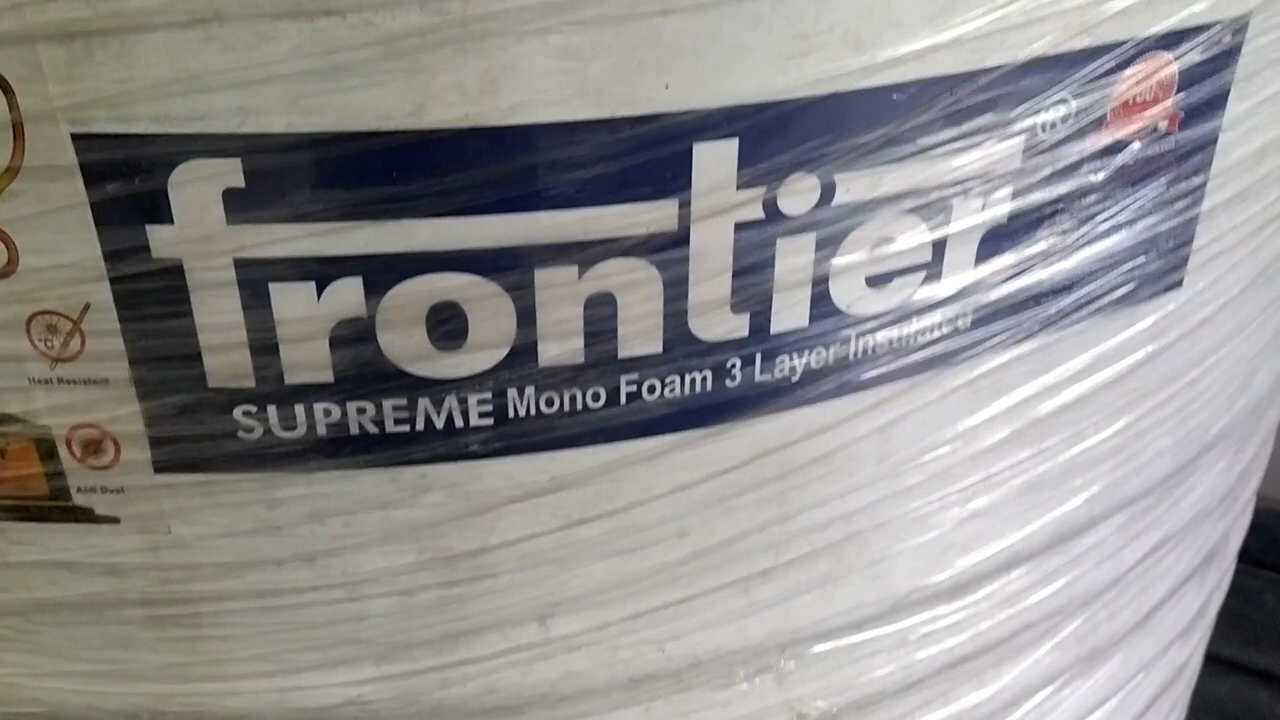 frontier®
SUPREME Mono Foam 3 Layer Insulated
Heat Resistant
Anti Dust